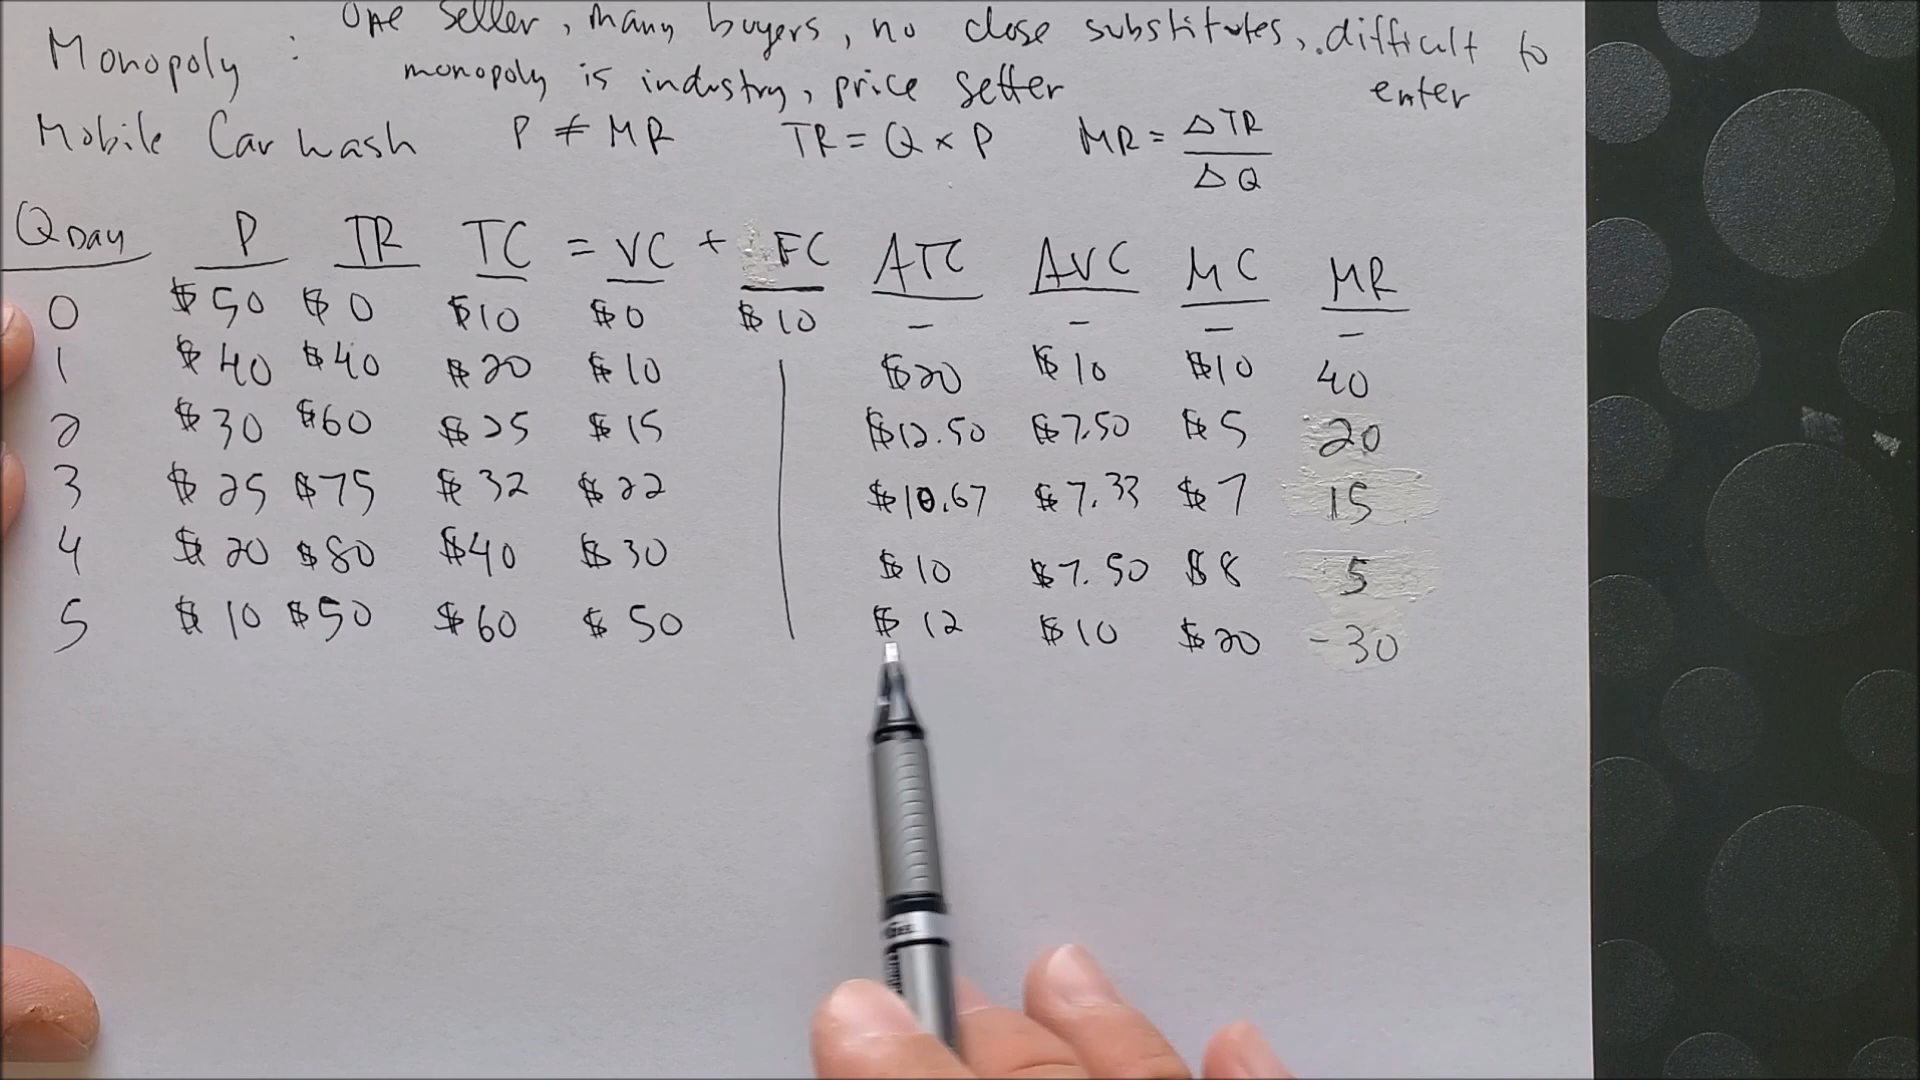 Monopoly : One seller, many buyers, no close substitutes, difficult to enter
monopoly is industry, price setter
Mobile Car Wash P ≠ MR TR = Q × P MR = ΔTR / ΔQ
Q Day P TR TC = VC + FC ATC AVC MC MR
0 $50 $0 $10 $0 $10 - - - -
1 $40 $40 $20 $10 $20 $10 $10 40
2 $30 $60 $25 $15 $12.50 $7.50 $5 20
3 $25 $75 $32 $22 $10.67 $7.33 $7 15
4 $20 $80 $40 $30 $10 $7.50 $8 5
5 $10 $50 $60 $50 $12 $10 $20 -30